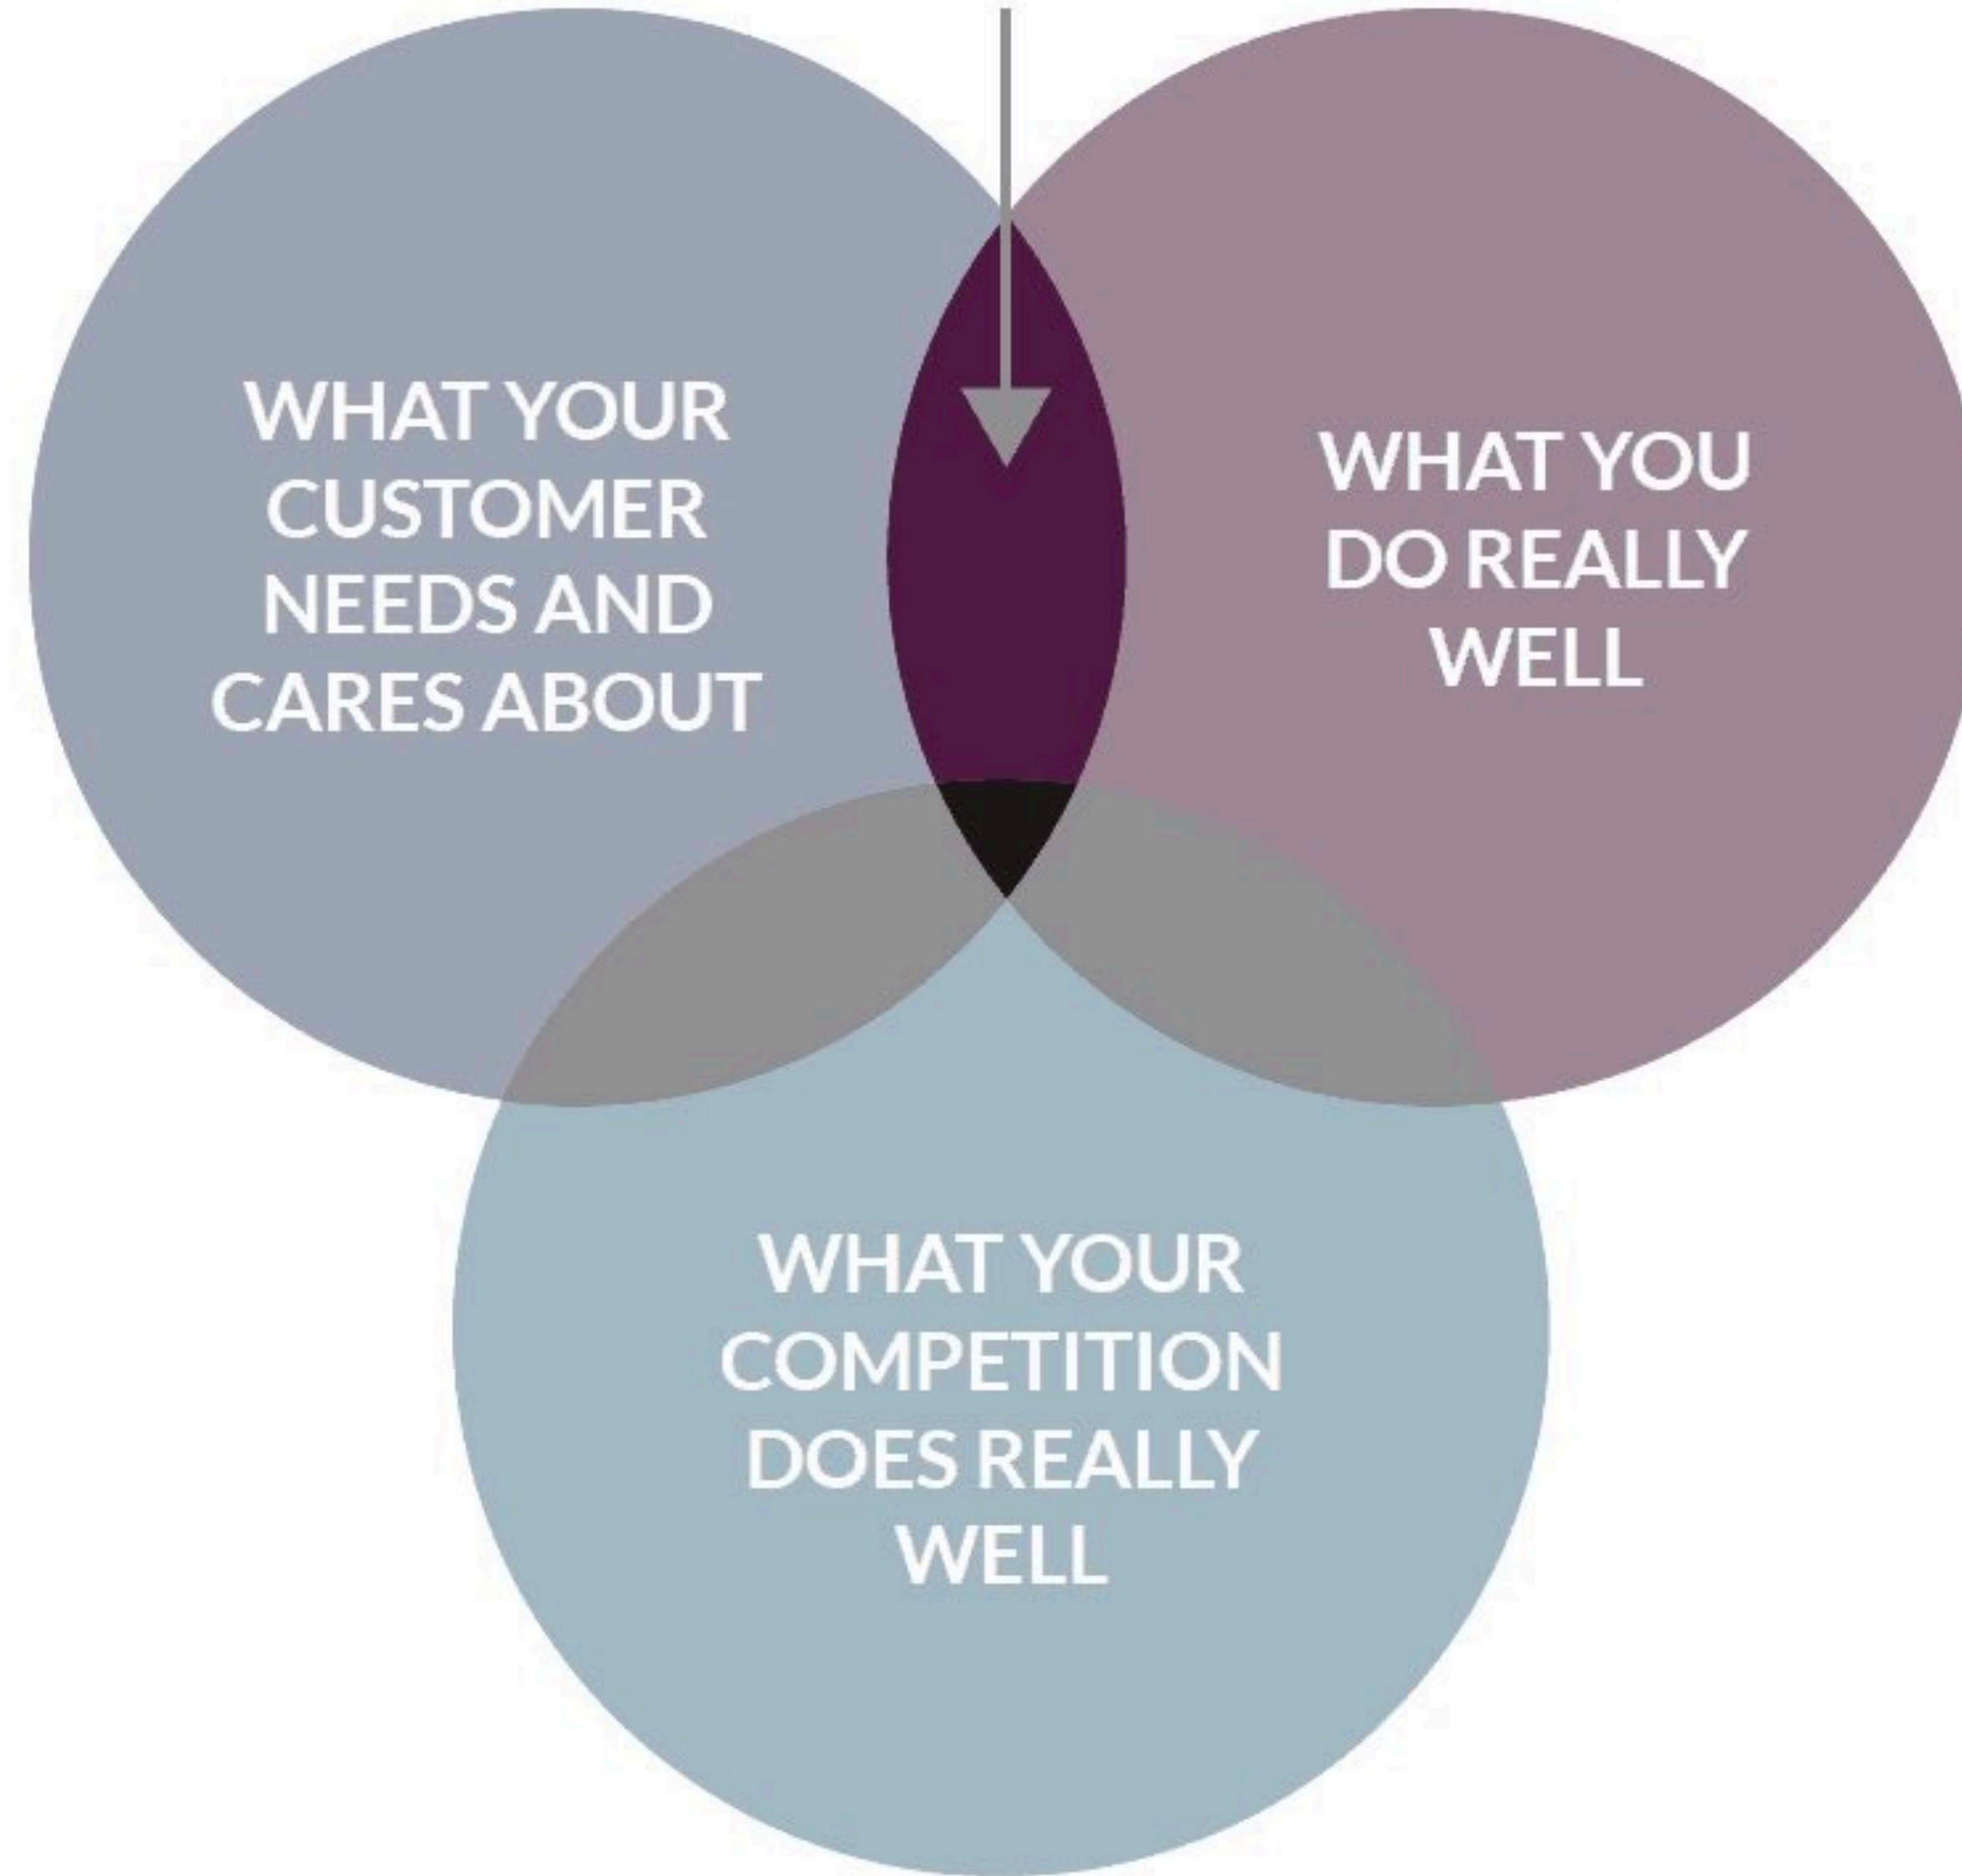 WHAT YOUR
CUSTOMER
NEEDS AND
CARES ABOUT
WHAT YOU
DO REALLY
WELL
WHAT YOUR
COMPETITION
DOES REALLY
WELL